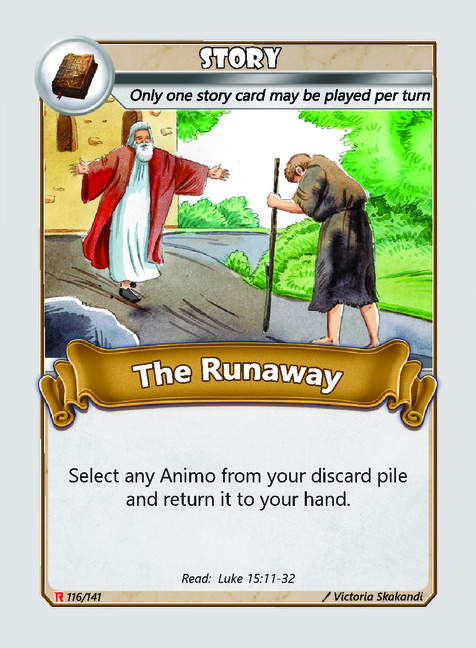 STORY
Only one story card may be played per turn
The Runaway
Select any Animo from your discard pile
and return it to your hand.
Read: Luke 15:11-32
R 116/141
/ Victoria Skakandi